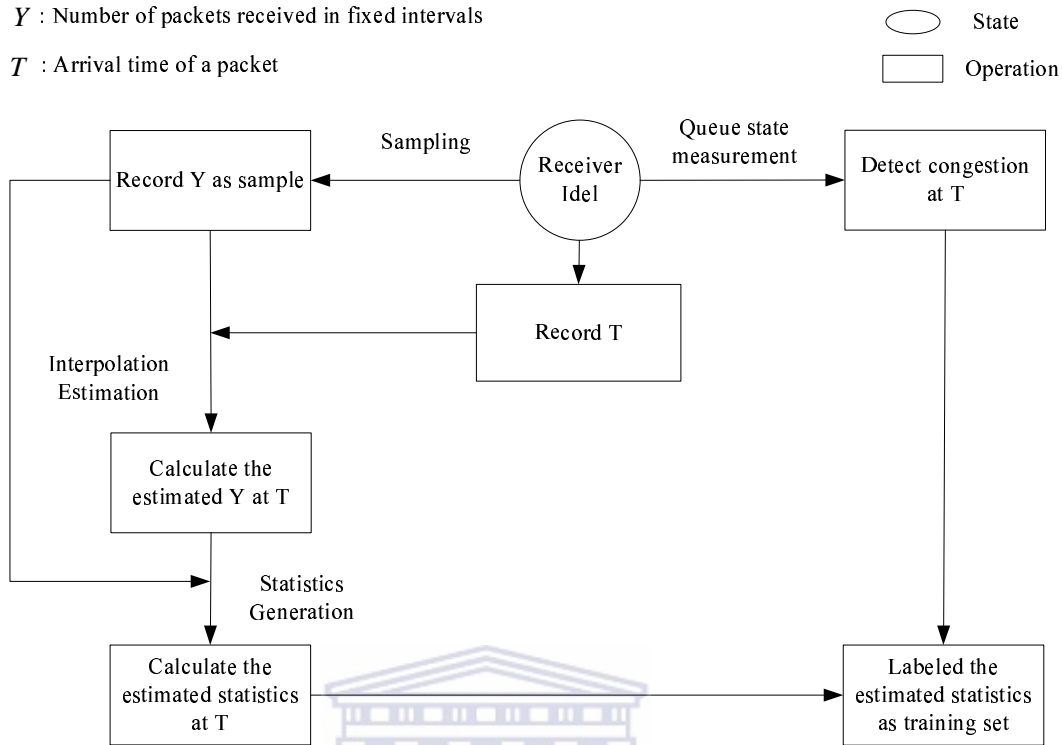 Y : Number of packets received in fixed intervals
State
T : Arrival time of a packet
Operation
Sampling
Queue state
measurement
Record Y as sample
Receiver
Idel
Detect congestion
at T
Record T
Interpolation
Estimation
Calculate the
estimated Y at T
Statistics
Generation
Calculate the
estimated statistics
at T
Labeled the
estimated statistics
as training set